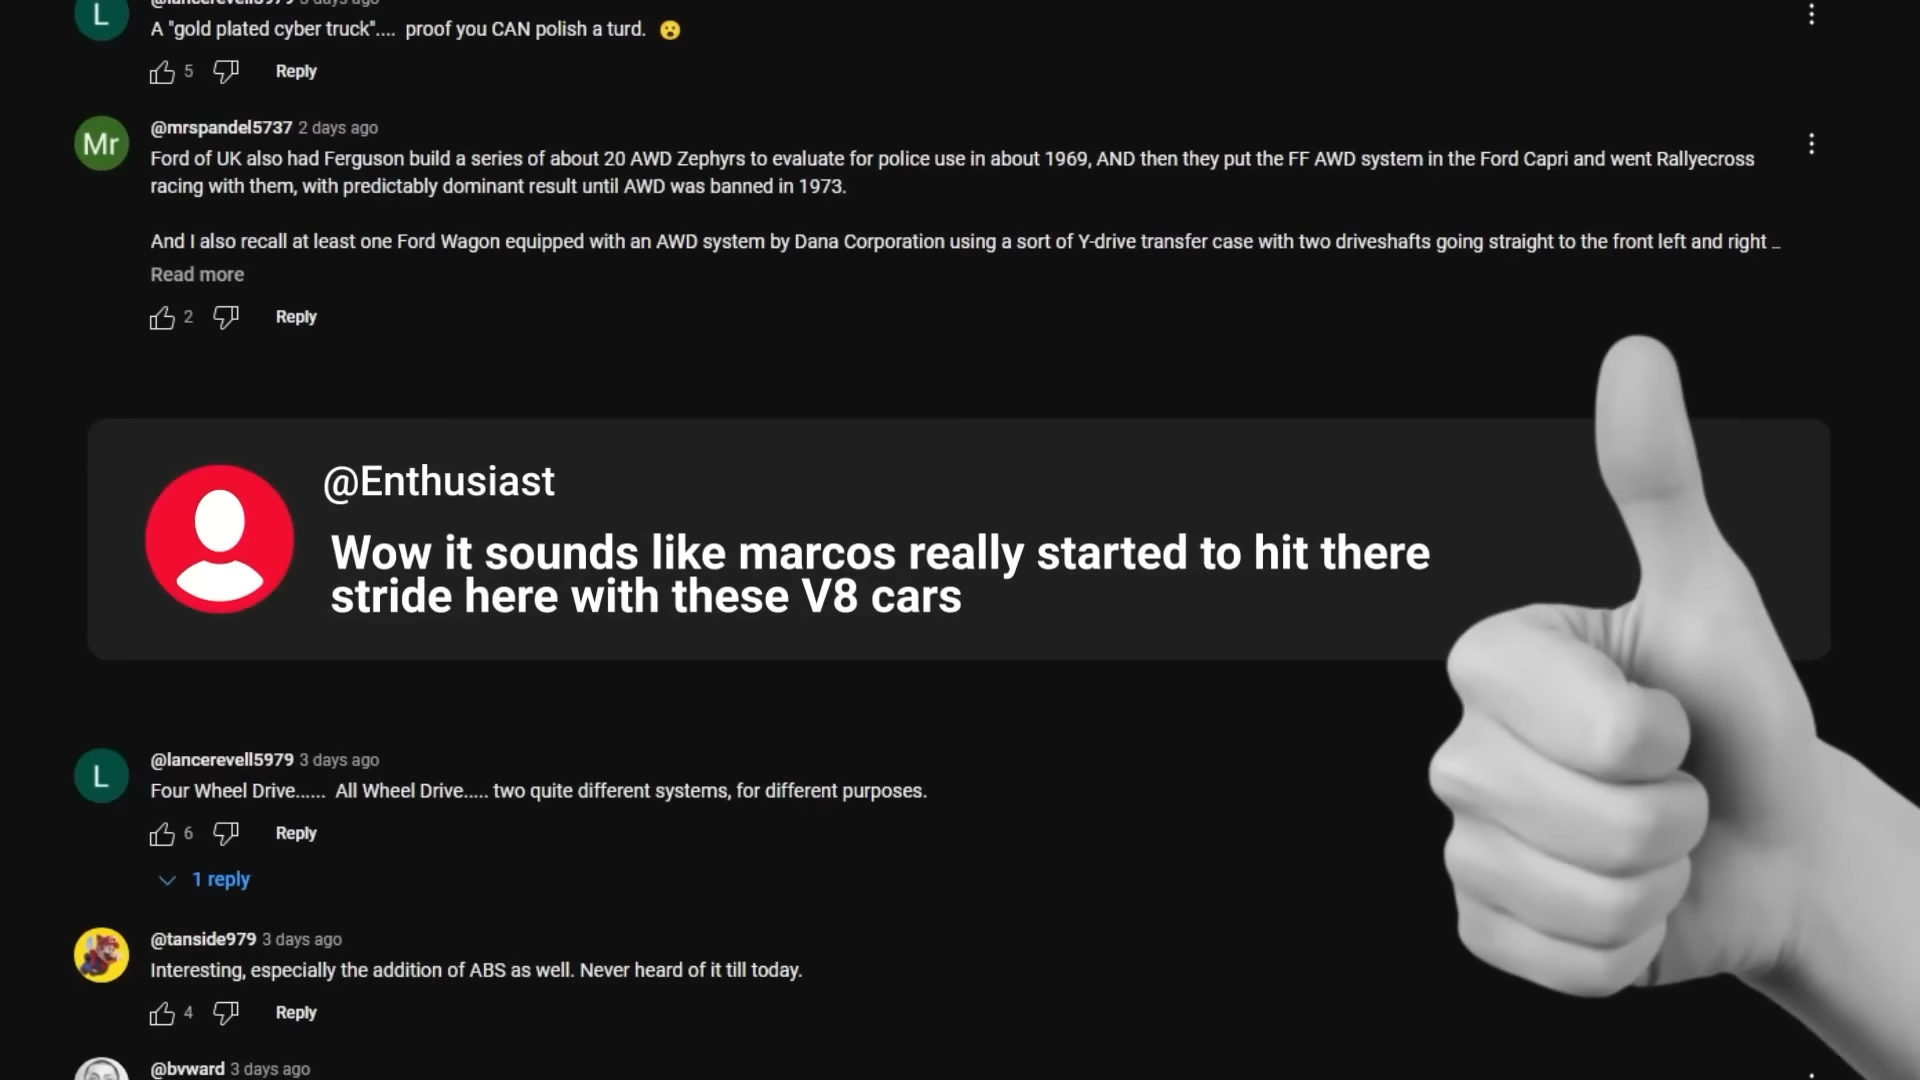 @lancerevell5979 3 days ago
L
A "gold plated cyber truck".... proof you CAN polish a turd.
5 Reply
Mr
@mrspandel5737 2 days ago
Ford of UK also had Ferguson build a series of about 20 AWD Zephyrs to evaluate for police use in about 1969, AND then they put the FF AWD system in the Ford Capri and went Rallyecross
racing with them, with predictably dominant result until AWD was banned in 1973.
And I also recall at least one Ford Wagon equipped with an AWD system by Dana Corporation using a sort of Y-drive transfer case with two driveshafts going straight to the front left and right ...
Read more
2 Reply
@Enthusiast
Wow it sounds like marcos really started to hit there
stride here with these V8 cars
L
@lancerevell5979 3 days ago
Four Wheel Drive...... All Wheel Drive..... two quite different systems, for different purposes.
6 Reply
1 reply
@tanside979 3 days ago
Interesting, especially the addition of ABS as well. Never heard of it till today.
4 Reply
@bvward 3 days ago